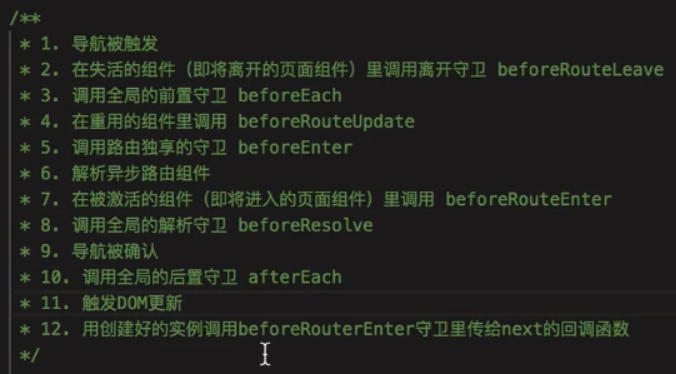 /**
* 1. 导航被触发
* 2. 在失活的组件（即将离开的页面组件）里调用离开守卫 beforeRouteLeave
* 3. 调用全局的前置守卫 beforeEach
* 4. 在重用的组件里调用 beforeRouteUpdate
* 5. 调用路由独享的守卫 beforeEnter
* 6. 解析异步路由组件
* 7. 在被激活的组件（即将进入的页面组件）里调用 beforeRouteEnter
* 8. 调用全局的解析守卫 beforeResolve
* 9. 导航被确认
* 10. 调用全局的后置守卫 afterEach
* 11. 触发DOM更新
* 12. 用创建好的实例调用beforeRouterEnter守卫里传给next的回调函数
*/